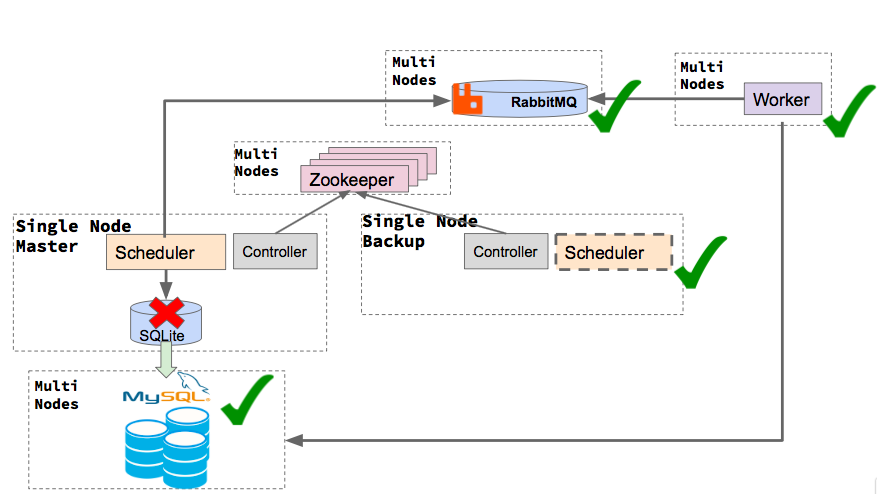 Multi
Nodes
RabbitMQ
Multi
Nodes
Worker
Multi
Nodes
Zookeeper
Single Node
Master
Scheduler
Controller
SQLite
Single Node
Backup
Controller
Scheduler
Multi
Nodes
MySQL